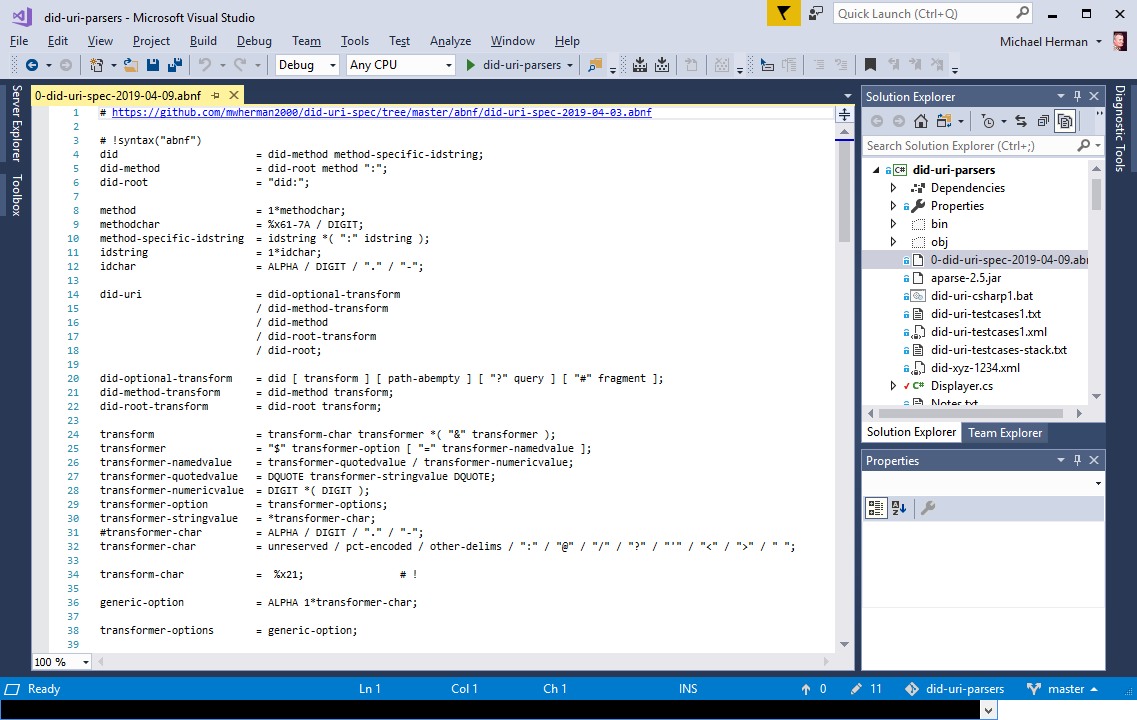 did-uri-parsers - Microsoft Visual Studio
Quick Launch (Ctrl+Q)
File Edit View Project Build Debug Team Tools Test Analyze Window Help
Michael Herman
Debug Any CPU did-uri-parsers
Server Explorer
Toolbox
0-did-uri-spec-2019-04-09.abnf
1 # https://github.com/mwherman2000/did-uri-spec/tree/master/abnf/did-uri-spec-2019-04-03.abnf
2
3 # !syntax("abnf")
4 did = did-method method-specific-idstring;
5 did-method = did-root method ":";
6 did-root = "did:";
7
8 method = 1*methodchar;
9 methodchar = %x61-7A / DIGIT;
10 method-specific-idstring = idstring *( ":" idstring );
11 idstring = 1*idchar;
12 idchar = ALPHA / DIGIT / "." / "-";
13
14 did-uri = did-optional-transform
15 / did-method-transform
16 / did-method
17 / did-root-transform
18 / did-root;
19
20 did-optional-transform = did [ transform ] [ path-abempty ] [ "?" query ] [ "#" fragment ];
21 did-method-transform = did-method transform;
22 did-root-transform = did-root transform;
23
24 transform = transform-char transformer *( "&" transformer );
25 transformer = "$" transformer-option [ "=" transformer-namedvalue ];
26 transformer-namedvalue = transformer-quotedvalue / transformer-numericvalue;
27 transformer-quotedvalue = DQUOTE transformer-stringvalue DQUOTE;
28 transformer-numericvalue = DIGIT *( DIGIT );
29 transformer-option = transformer-options;
30 transformer-stringvalue = *transformer-char;
31 #transformer-char = ALPHA / DIGIT / "." / "-";
32 transformer-char = unreserved / pct-encoded / other-delims / ":" / "@" / "/" / "?" / "'" / "<" / ">" / " ";
33
34 transform-char = %x21; # !
35
36 generic-option = ALPHA 1*transformer-char;
37
38 transformer-options = generic-option;
39
100 %
Solution Explorer
Search Solution Explorer (Ctrl+;)
C# did-uri-parsers
Dependencies
Properties
bin
obj
0-did-uri-spec-2019-04-09.abn
aparse-2.5.jar
did-uri-csharp1.bat
did-uri-testcases1.txt
did-uri-testcases1.xml
did-uri-testcases-stack.txt
did-xyz-1234.xml
C# Displayer.cs
Notes.txt
Solution Explorer Team Explorer
Properties
Diagnostic Tools
Ready Ln 1 Col 1 Ch 1 INS 0 11 did-uri-parsers master